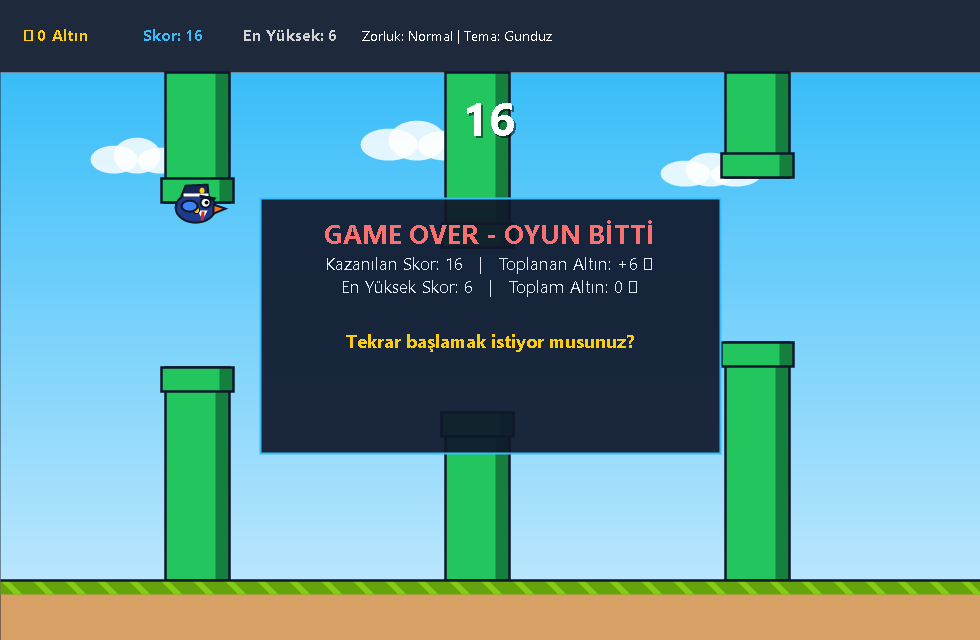 0 Altın Skor: 16 En Yüksek: 6 Zorluk: Normal | Tema: Gunduz
16
GAME OVER - OYUN BİTTİ
Kazanılan Skor: 16 | Toplanan Altın: +6
En Yüksek Skor: 6 | Toplam Altın: 0
Tekrar başlamak istiyor musunuz?